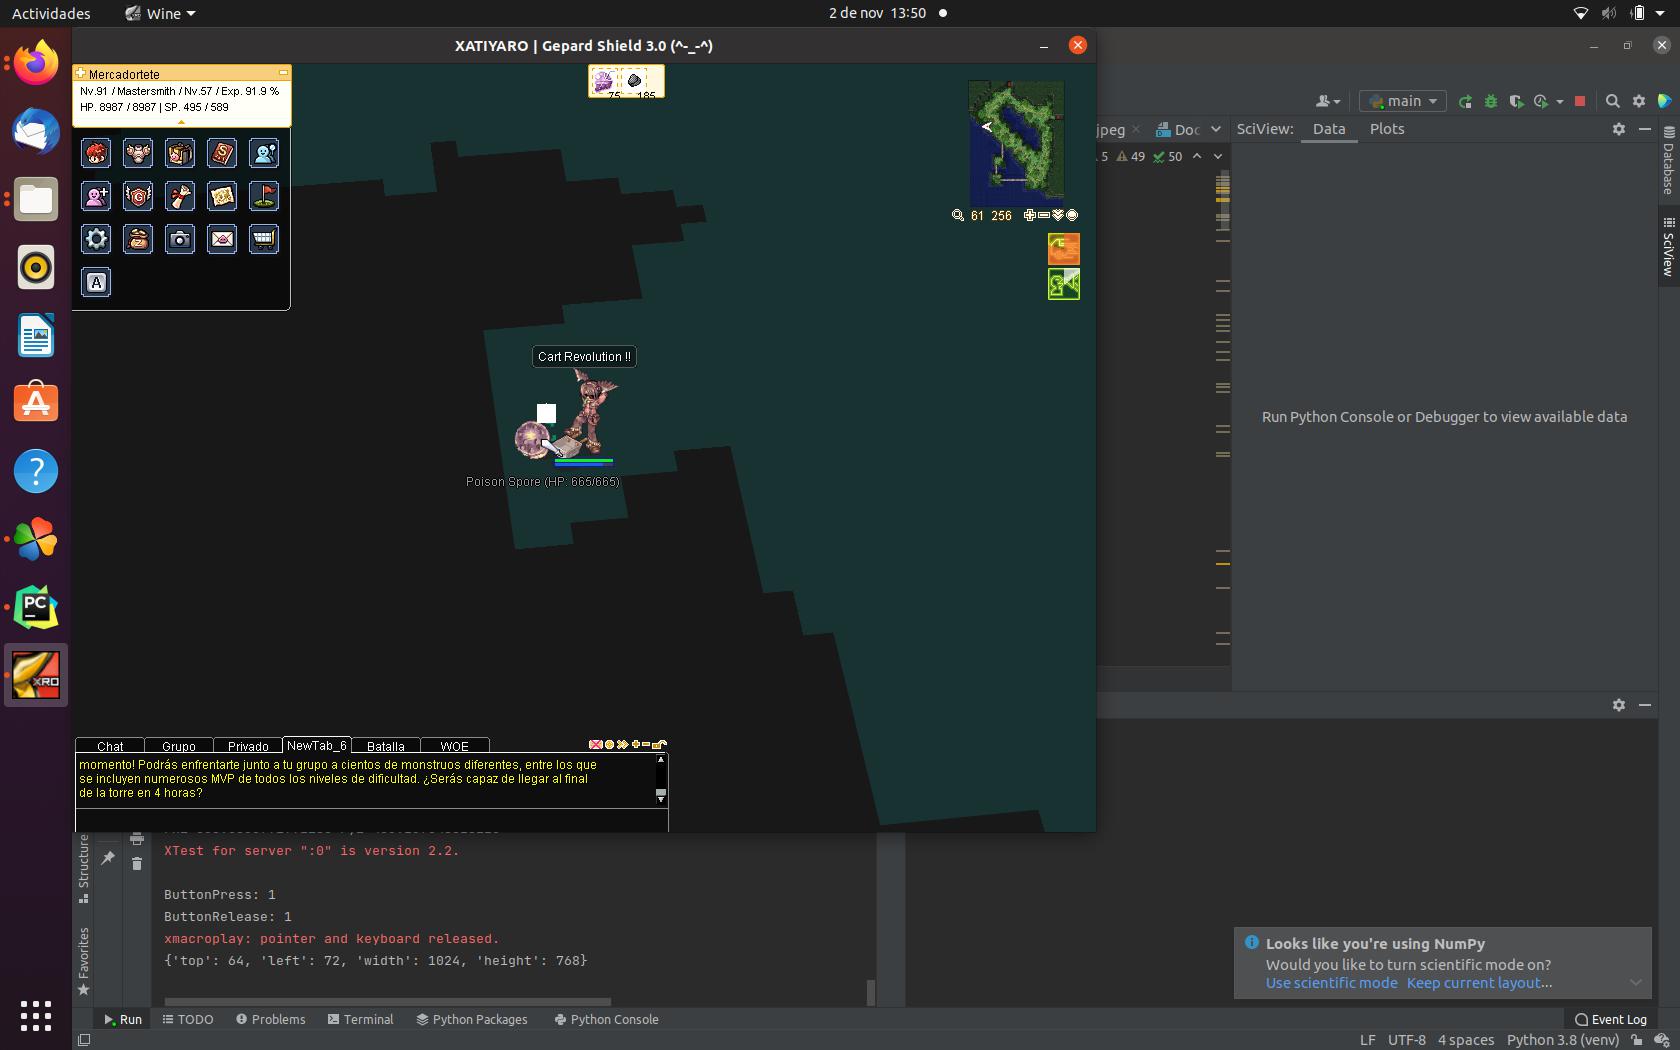 Actividades
Wine
2 de nov 13:50
XATIYARO | Gepard Shield 3.0 (^-_-^)
Mercadortete
Nv.91 / Mastersmith / Nv.57 / Exp. 91.9 %
HP. 8987 / 8987 | SP. 495 / 589
75
185
61 256
main
jpeg
Doc
SciView:
Data
Plots
5
49
50
Database
SciView
Cart Revolution !!
Poison Spore (HP: 665/665)
Run Python Console or Debugger to view available data
Chat
Grupo
Privado
NewTab_6
Batalla
WOE
momento! Podrás enfrentarte junto a tu grupo a cientos de monstruos diferentes, entre los que
se incluyen numerosos MVP de todos los niveles de dificultad. ¿Serás capaz de llegar al final
de la torre en 4 horas?
XTest for server ":0" is version 2.2.
ButtonPress: 1
ButtonRelease: 1
xmacroplay: pointer and keyboard released.
{'top': 64, 'left': 72, 'width': 1024, 'height': 768}
Structure
Favorites
Looks like you're using NumPy
Would you like to turn scientific mode on?
Use scientific mode Keep current layout...
Run
TODO
Problems
Terminal
Python Packages
Python Console
Event Log
LF UTF-8 4 spaces Python 3.8 (venv)
PC
XRO